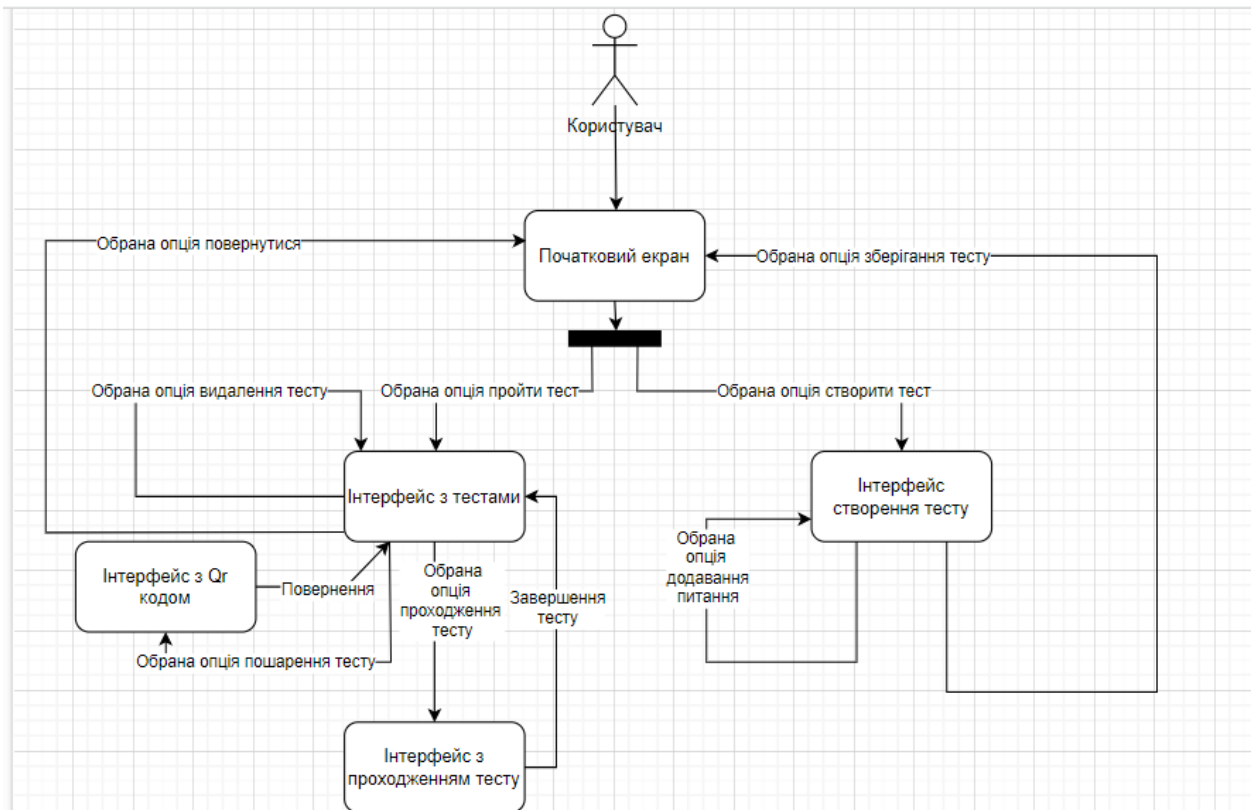 Користувач
Обрана опція повернутися
Початковий екран
Обрана опція зберігання тесту
Обрана опція видалення тесту
Обрана опція пройти тест
Обрана опція створити тест
Інтерфейс з тестами
Інтерфейс
створення тесту
Обрана
опція
додавання
питання
Інтерфейс з Qr
кодом
Повернення
Обрана
опція
проходження
тесту
Завершення
тесту
Обрана опція пошарення тесту
Інтерфейс з
проходженням тесту